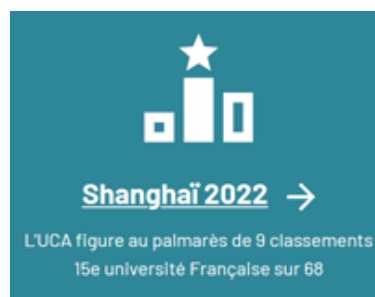 Shanghaï 2022 →
L'UCA figure au palmarès de 9 classements
15e université Française sur 68